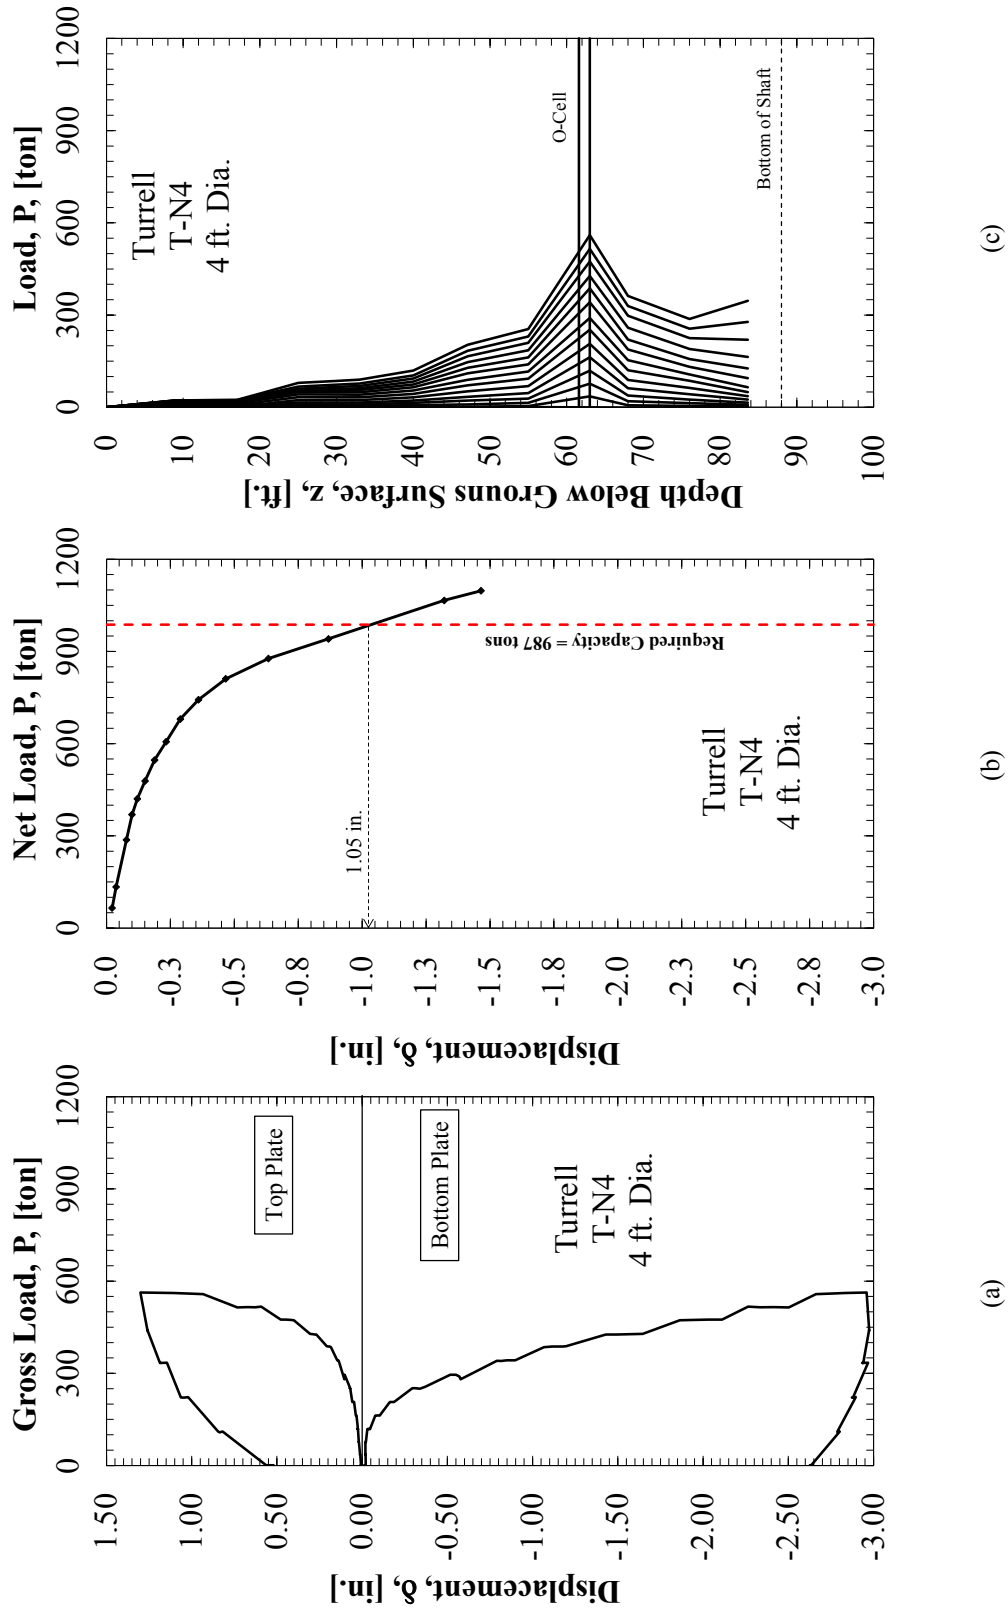 Gross Load, P, [ton]
0 300 600 900 1200
1.50
1.00
0.50
0.00
-0.50
-1.00
-1.50
-2.00
-2.50
-3.00
Displacement, δ, [in.]
Top Plate
Bottom Plate
Turrell
T-N4
4 ft. Dia.
(a)
Net Load, P, [ton]
0 300 600 900 1200
0.0
-0.3
-0.5
-0.8
-1.0
-1.3
-1.5
-1.8
-2.0
-2.3
-2.5
-2.8
-3.0
Displacement, δ, [in.]
1.05 in.
Required Capacity = 987 tons
Turrell
T-N4
4 ft. Dia.
(b)
Load, P, [ton]
0 300 600 900 1200
0
10
20
30
40
50
60
70
80
90
100
Depth Below Grouns Surface, z, [ft.]
Turrell
T-N4
4 ft. Dia.
O-Cell
Bottom of Shaft
(c)